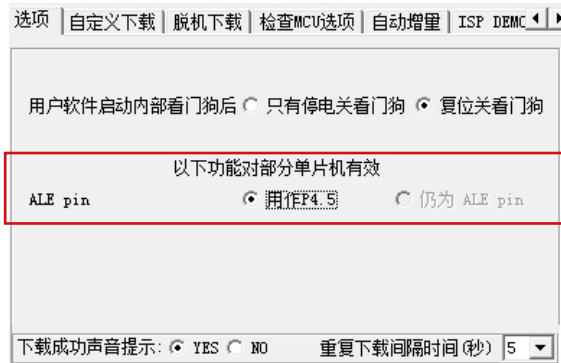 选项 自定义下载 脱机下载 检查MCU选项 自动增量 ISP DEMC
用户软件启动内部看门狗后 只有停电关看门狗 复位关看门狗
以下功能对部分单片机有效
ALE pin 用作P4.5 仍为 ALE pin
下载成功声音提示: YES NO 重复下载间隔时间(秒) 5